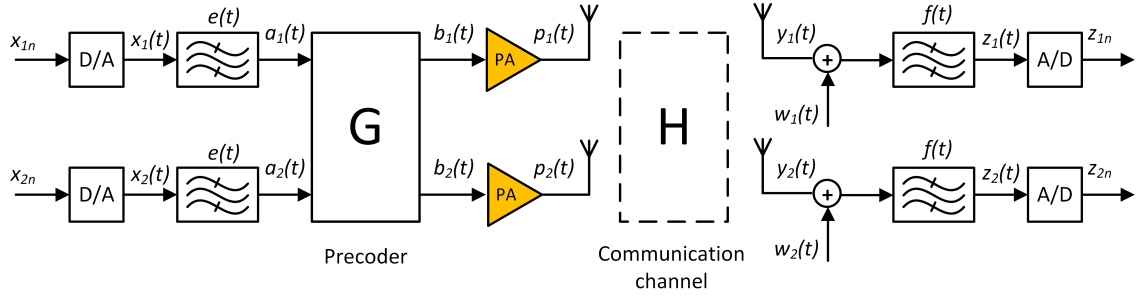 e(t)
f(t)
x1n
x1(t)
a1(t)
b1(t)
p1(t)
y1(t)
z1(t)
z1n
D/A
G
PA
H
+
A/D
w1(t)
e(t)
f(t)
x2n
x2(t)
a2(t)
b2(t)
p2(t)
y2(t)
z2(t)
z2n
D/A
PA
+
A/D
w2(t)
Precoder
Communication
channel